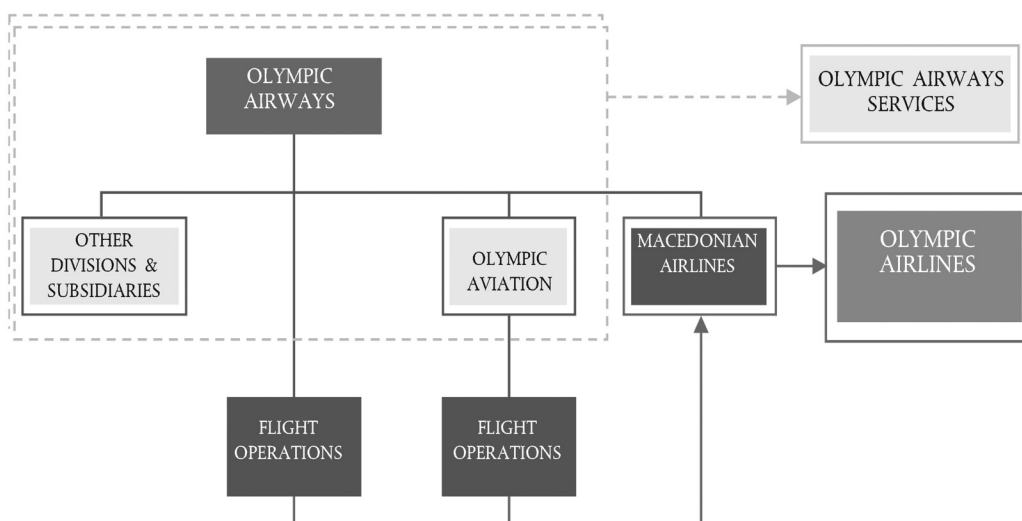 OLYMPIC
AIRWAYS
OLYMPIC AIRWAYS
SERVICES
OTHER
DIVISIONS &
SUBSIDIARIES
OLYMPIC
AVIATION
MACEDONIAN
AIRLINES
OLYMPIC
AIRLINES
FLIGHT
OPERATIONS
FLIGHT
OPERATIONS